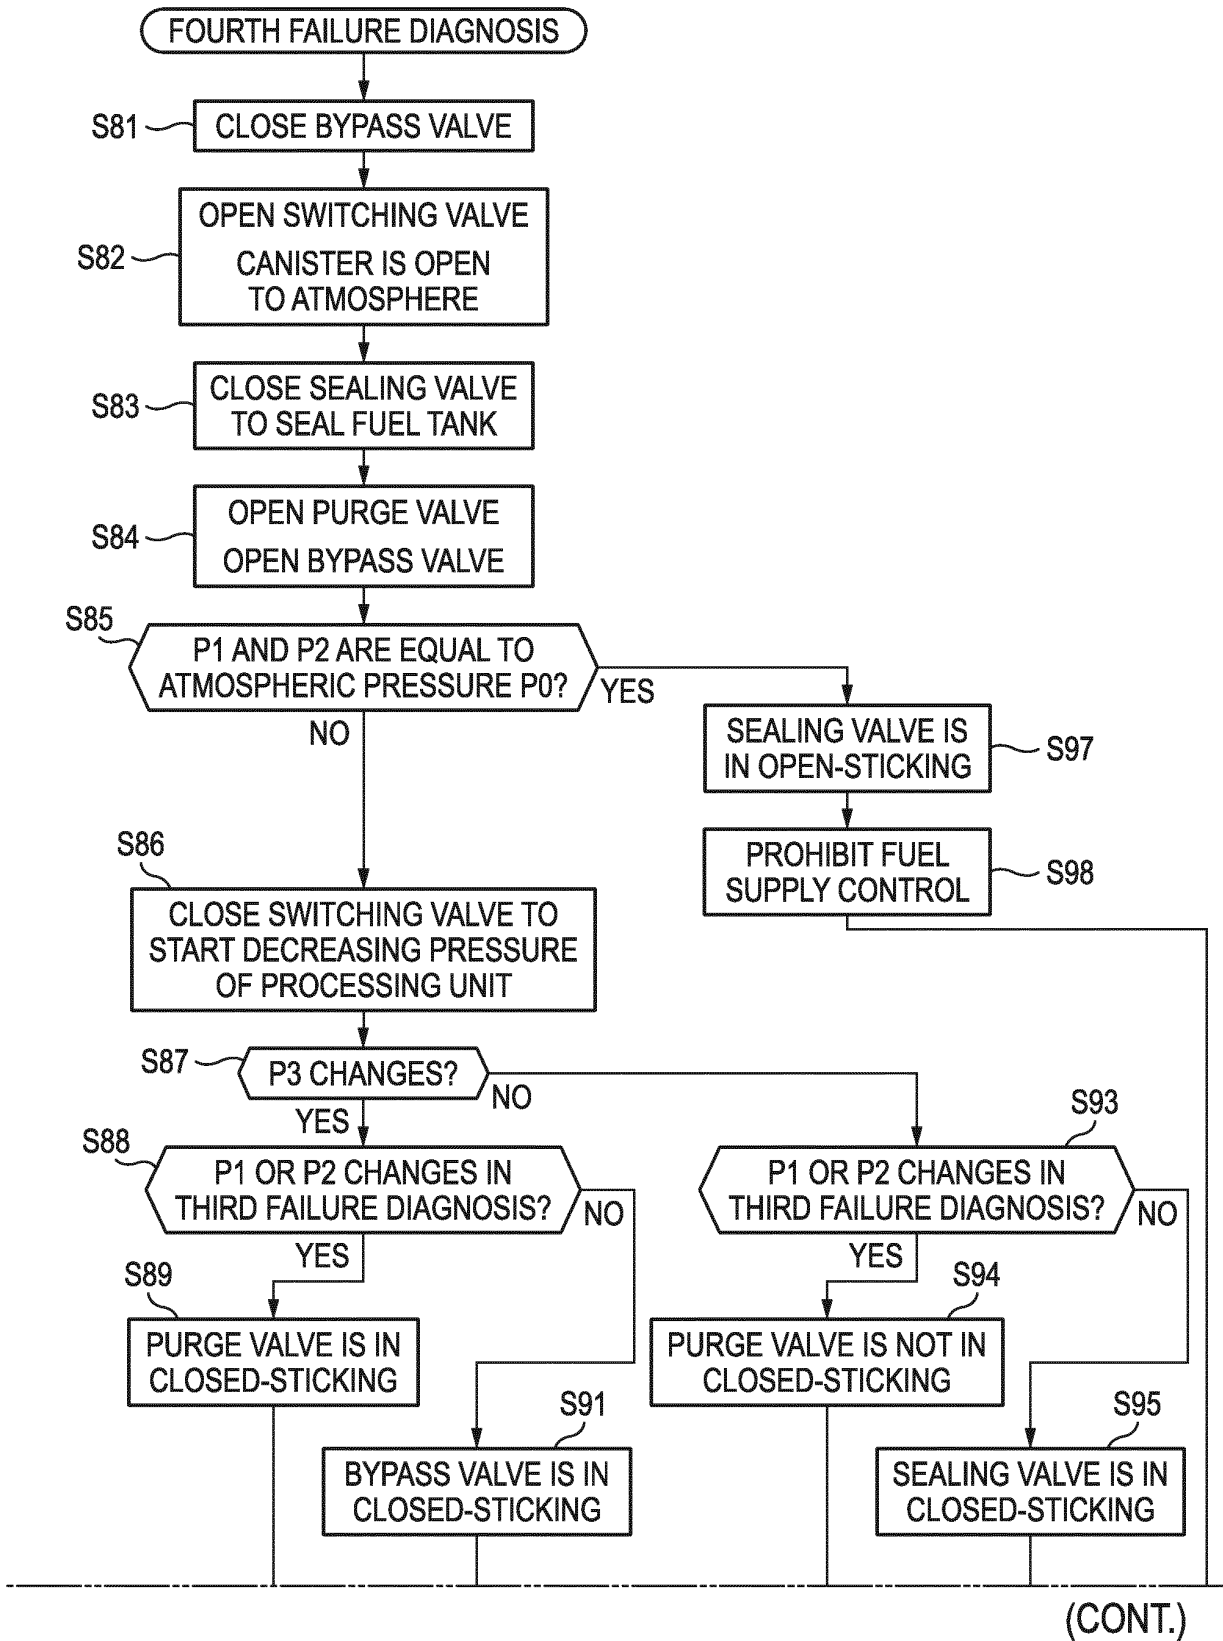 FOURTH FAILURE DIAGNOSIS
S81
CLOSE BYPASS VALVE
S82
OPEN SWITCHING VALVE
CANISTER IS OPEN
TO ATMOSPHERE
S83
CLOSE SEALING VALVE
TO SEAL FUEL TANK
S84
OPEN PURGE VALVE
OPEN BYPASS VALVE
S85
P1 AND P2 ARE EQUAL TO
ATMOSPHERIC PRESSURE P0?
YES
NO
SEALING VALVE IS
IN OPEN-STICKING
S97
PROHIBIT FUEL
SUPPLY CONTROL
S98
S86
CLOSE SWITCHING VALVE TO
START DECREASING PRESSURE
OF PROCESSING UNIT
S87
P3 CHANGES?
NO
YES
S88
P1 OR P2 CHANGES IN
THIRD FAILURE DIAGNOSIS?
NO
YES
S93
P1 OR P2 CHANGES IN
THIRD FAILURE DIAGNOSIS?
NO
YES
S89
PURGE VALVE IS IN
CLOSED-STICKING
S94
PURGE VALVE IS NOT IN
CLOSED-STICKING
S91
BYPASS VALVE IS IN
CLOSED-STICKING
S95
SEALING VALVE IS IN
CLOSED-STICKING
(CONT.)